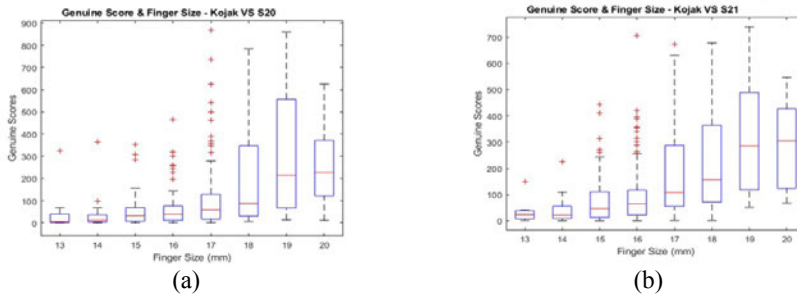 Genuine Score & Finger Size - Kojak VS S20
900
800
700
600
500
400
300
200
100
0
Genuine Scores
13 14 15 16 17 18 19 20
Finger Size (mm)
(a)
Genuine Score & Finger Size - Kojak VS S21
700
600
500
400
300
200
100
0
Genuine Scores
13 14 15 16 17 18 19 20
Finger Size (mm)
(b)